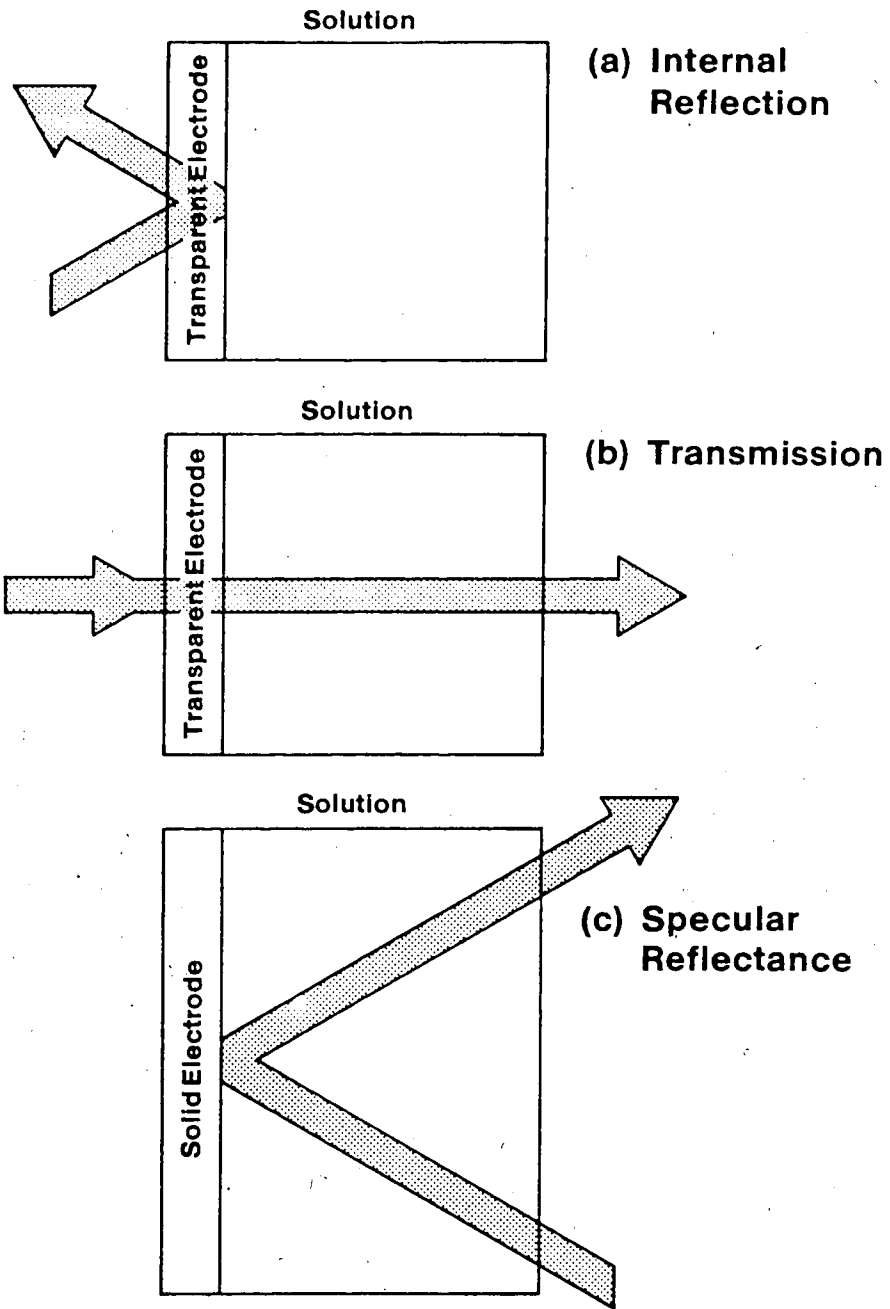 Solution
(a) Internal
Reflection
Transparent Electrode
Solution
(b) Transmission
Transparent Electrode
Solution
(c) Specular
Reflectance
Solid Electrode